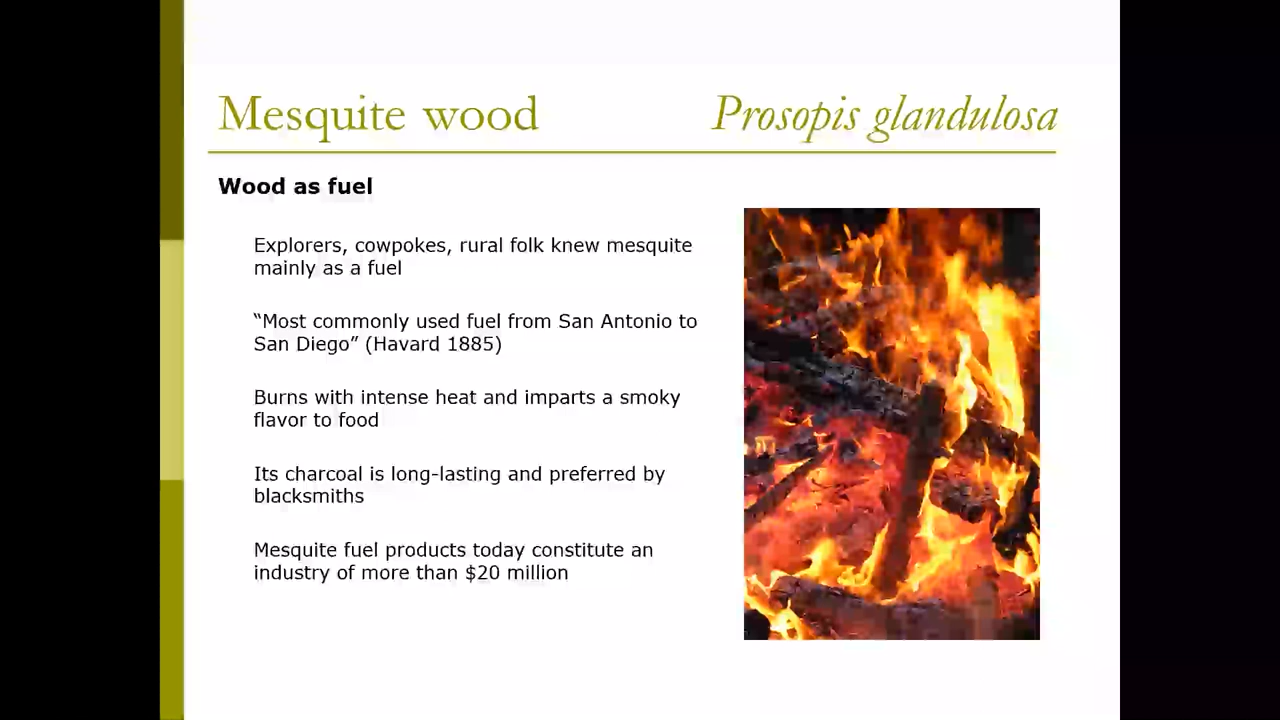 Mesquite wood Prosopis glandulosa
Wood as fuel
Explorers, cowpokes, rural folk knew mesquite
mainly as a fuel
“Most commonly used fuel from San Antonio to
San Diego” (Havard 1885)
Burns with intense heat and imparts a smoky
flavor to food
Its charcoal is long-lasting and preferred by
blacksmiths
Mesquite fuel products today constitute an
industry of more than $20 million